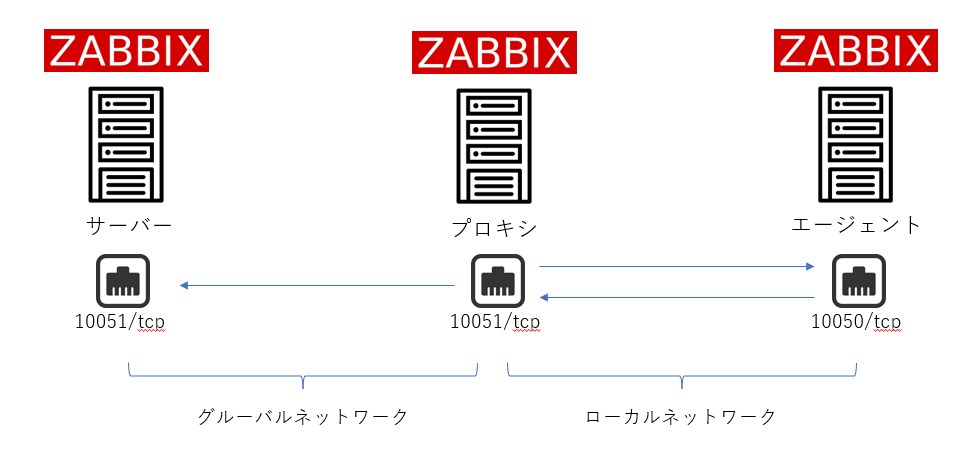 ZABBIX
ZABBIX
ZABBIX
サーバー
プロキシ
エージェント
10051/tcp
10051/tcp
10050/tcp
グルーバルネットワーク
ローカルネットワーク